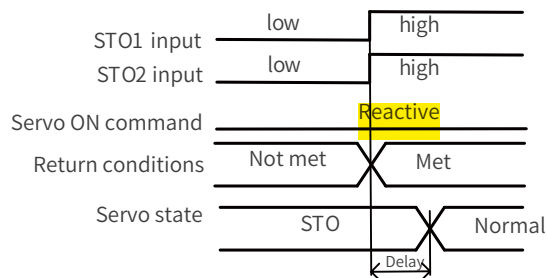 low
high
STO1 input
low
high
STO2 input
Reactive
Servo ON command
Return conditions
Not met
Met
Servo state
STO
Normal
Delay